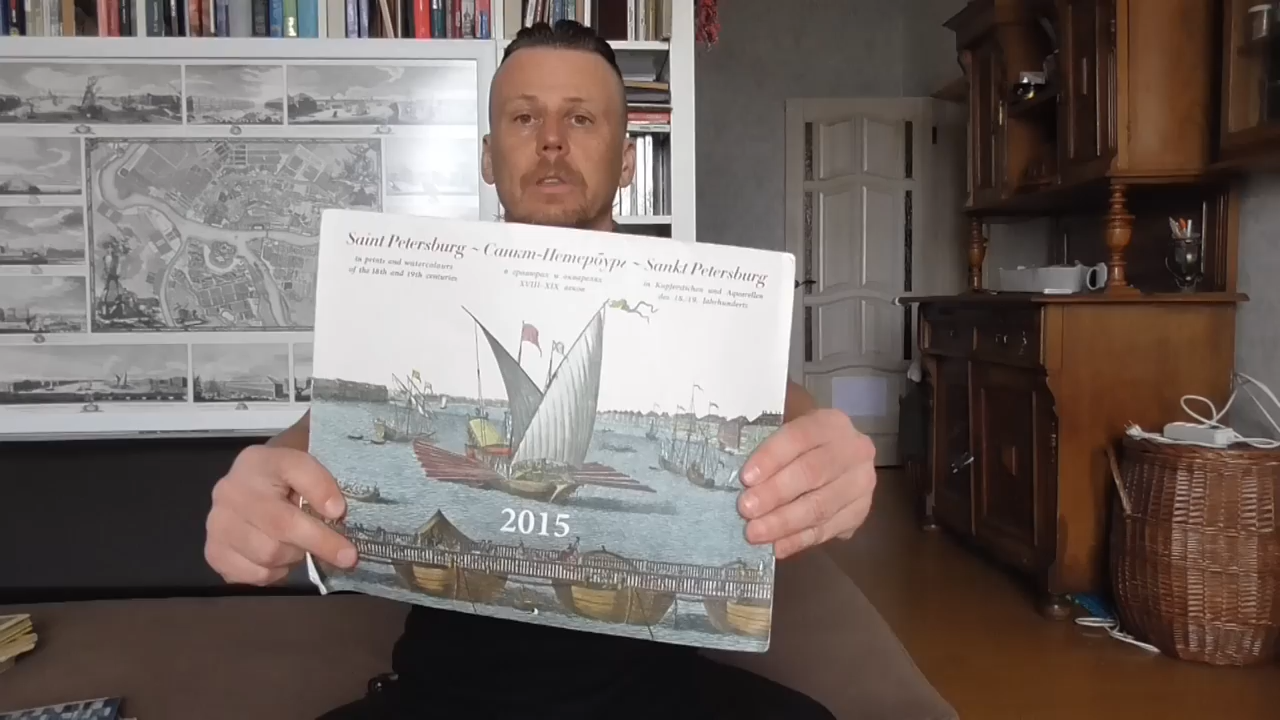 Saint Petersburg ~ Санкт-Петербург ~ Sankt Petersburg
in prints and watercolours
of the 18th and 19th centuries
в гравюрах и акварелях
XVIII-XIX веков
in Kupferstichen und Aquarellen
des 18./19. Jahrhunderts
2015